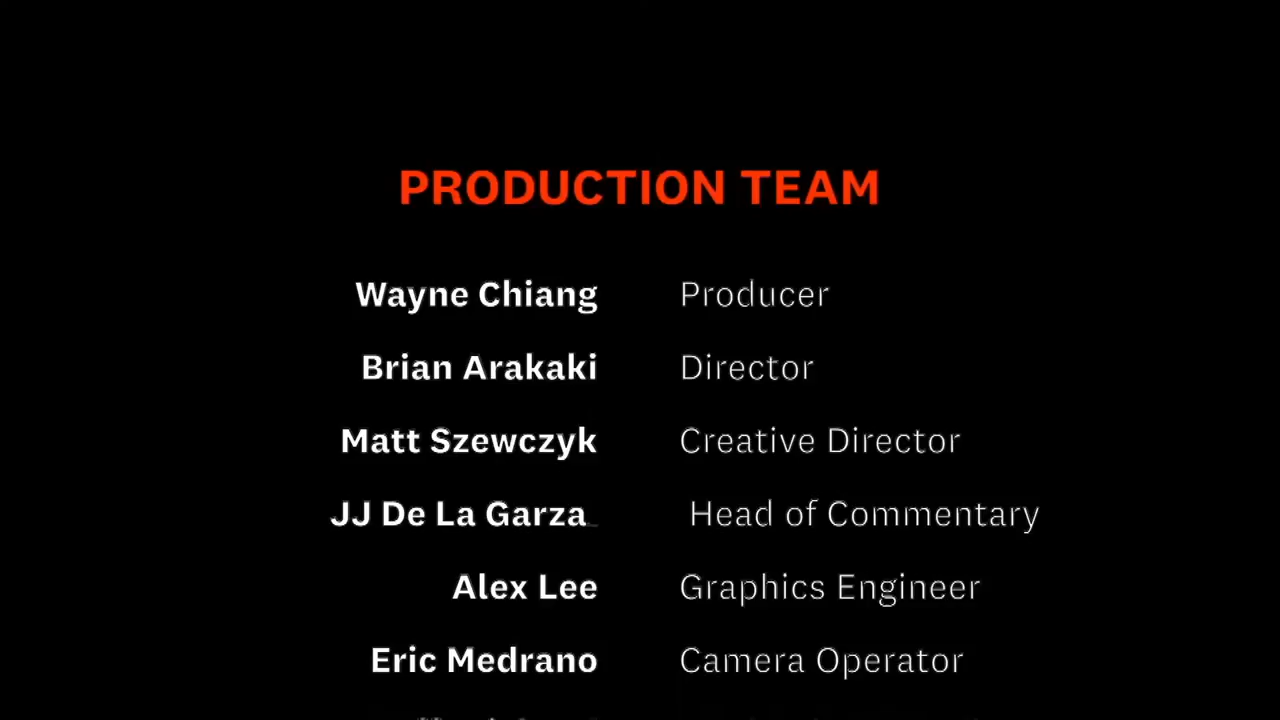 PRODUCTION TEAM
Wayne Chiang Producer
Brian Arakaki Director
Matt Szewczyk Creative Director
JJ De La Garza Head of Commentary
Alex Lee Graphics Engineer
Eric Medrano Camera Operator